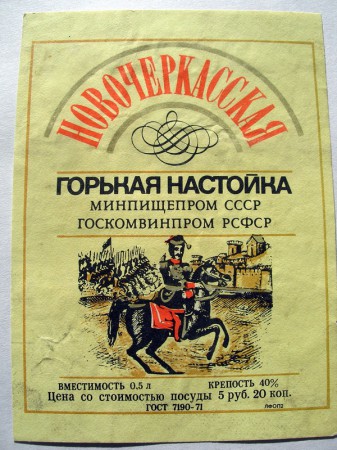 НОВОЧЕРКАССКАЯ
ГОРЬКАЯ НАСТОЙКА
МИНПИЩЕПРОМ СССР
ГОСКОМВИНПРОМ РСФСР
ВМЕСТИМОСТЬ 0,5 л КРЕПОСТЬ 40%
Цена со стоимостью посуды 5 руб. 20 коп.
ГОСТ 7190-71